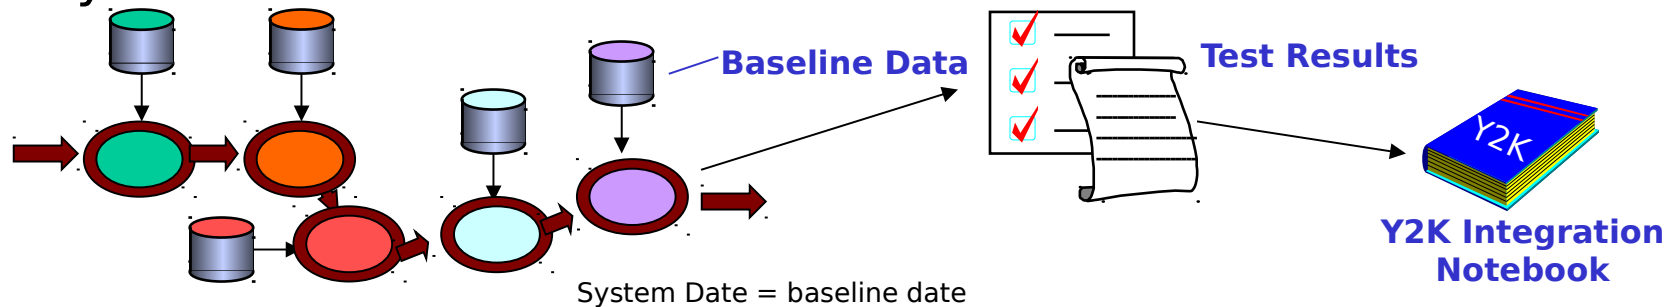 Baseline Data
Test Results
Y2K
Y2K Integration
Notebook
System Date = baseline date